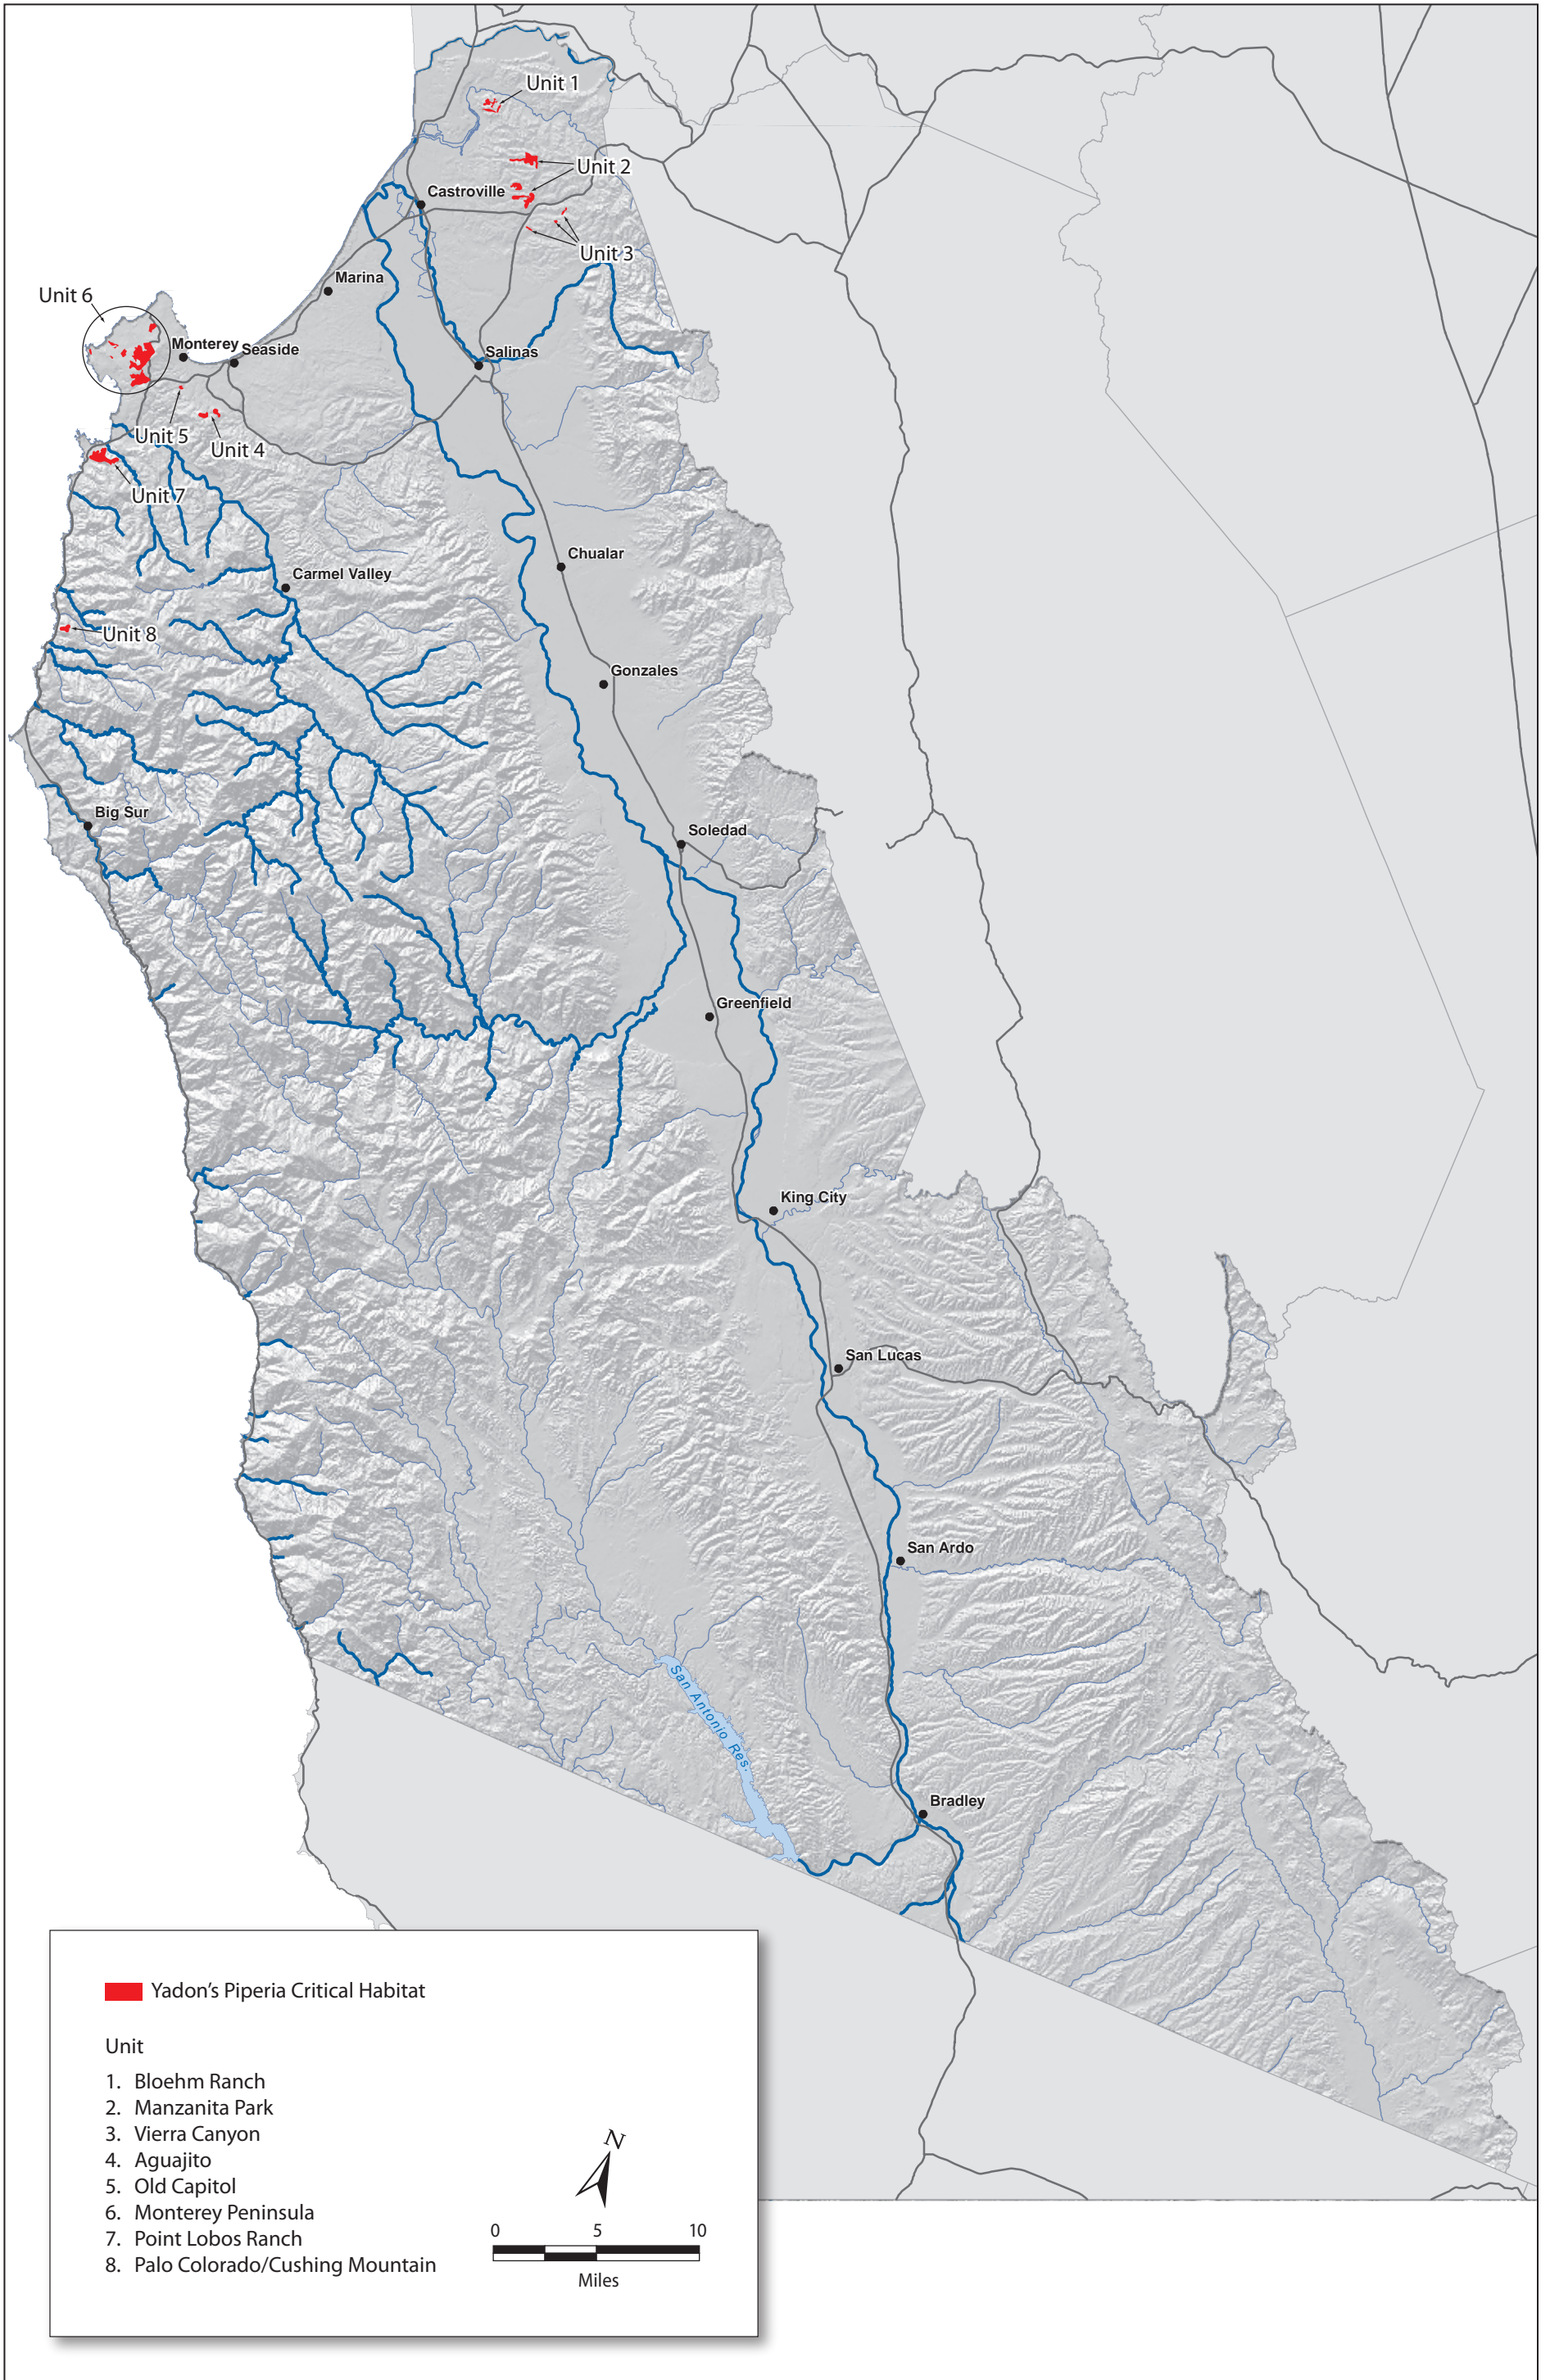 Unit 1
Unit 2
Castroville
Unit 3
Marina
Unit 6
Monterey
Seaside
Salinas
Unit 5
Unit 4
Unit 7
Chualar
Carmel Valley
Unit 8
Gonzales
Big Sur
Soledad
Greenfield
King City
San Lucas
San Ardo
San Antonio Res.
Bradley
Yadon’s Piperia Critical Habitat
Unit
1. Bloehm Ranch
2. Manzanita Park
3. Vierra Canyon
4. Aguajito
5. Old Capitol
6. Monterey Peninsula
7. Point Lobos Ranch
8. Palo Colorado/Cushing Mountain
N
0 5 10
Miles